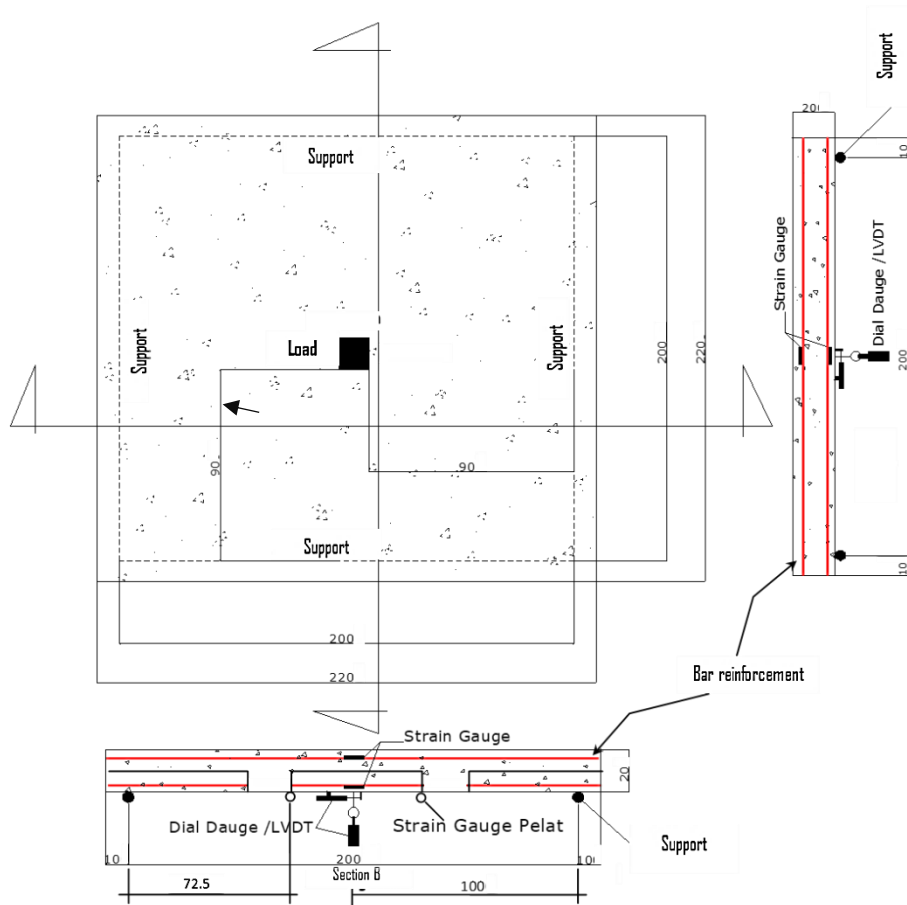 Support
Support
Support
Load
Support
90
90
Support
200
220
200
220
20
Support
10
Strain Gauge
Dial Dauge /LVDT
200
10
Bar reinforcement
Strain Gauge
20
Dial Dauge /LVDT
Strain Gauge Pelat
Support
10
200
10
72.5
Section B
100